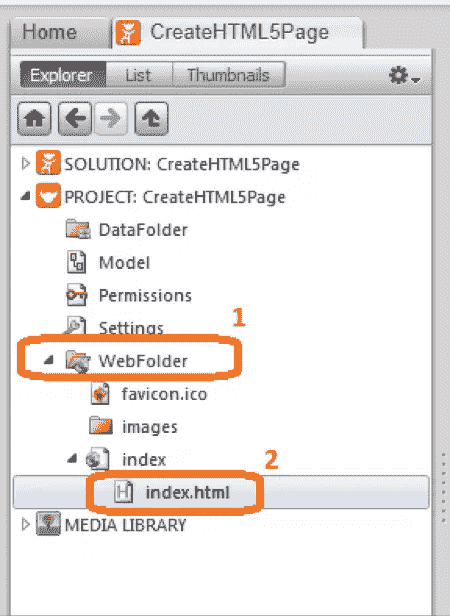 Home CreateHTML5Page
Explorer List Thumbnails
SOLUTION: CreateHTML5Page
PROJECT: CreateHTML5Page
DataFolder
Model
Permissions
1
Settings
WebFolder
favicon.ico
images
index
2
index.html
MEDIA LIBRARY